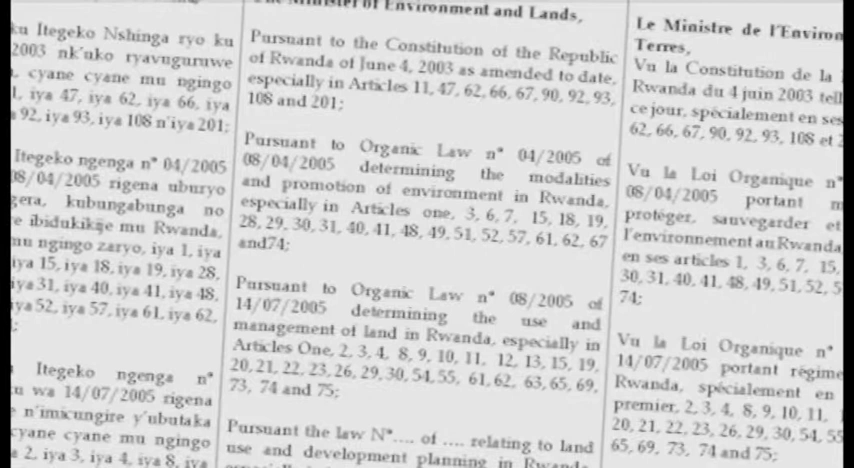 ku Itegeko Nshinga ryo ku
2003 nk'uko ryavuguruwe
cyane cyane mu ngingo
1, iya 47, iya 62, iya 66, iya
92, iya 93, iya 108 n'iya 201;
Itegeko ngenga n° 04/2005
08/04/2005 rigena uburyo
gera, kubungabunga no
e ibidukikije mu Rwanda,
mu ngingo zaryo, iya 1, iya
iya 15, iya 18, iya 19, iya 28,
iya 31, iya 40, iya 41, iya 48,
iya 52, iya 57, iya 61, iya 62,
;
Itegeko ngenga n°
ku wa 14/07/2005 rigena
n'imicungire y'ubutaka
cyane cyane mu ngingo
a 2, iya 3, iya 4, iya 8, iya
The Minister of Environment and Lands,
Pursuant to the Constitution of the Republic
of Rwanda of June 4, 2003 as amended to date,
especially in Articles 11, 47, 62, 66, 67, 90, 92, 93,
108 and 201;
Pursuant to Organic Law n° 04/2005 of
08/04/2005 determining the modalities
and promotion of environment in Rwanda,
especially in Articles one, 3, 6, 7, 15, 18, 19,
28, 29, 30, 31, 40, 41, 48, 49, 51, 52, 57, 61, 62, 67
and74;
Pursuant to Organic Law n° 08/2005 of
14/07/2005 determining the use and
management of land in Rwanda, especially in
Articles One, 2, 3, 4, 8, 9, 10, 11, 12, 13, 15, 19,
20, 21, 22, 23, 26, 29, 30, 54, 55, 61, 62, 63, 65, 69,
73, 74 and 75;
Pursuant the law N°.... of .... relating to land
use and development planning in Rwanda,
Le Ministre de l'Environ
Terres,
Vu la Constitution de la
Rwanda du 4 juin 2003 tell
ce jour, spécialement en ses
62, 66, 67, 90, 92, 93, 108 et 2
Vu la Loi Organique n°
08/04/2005 portant m
protéger, sauvegarder et
l'environnement au Rwanda,
en ses articles 1, 3, 6, 7, 15,
30, 31, 40, 41, 48, 49, 51, 52, 5
74;
Vu la Loi Organique n°
14/07/2005 portant régime
Rwanda, spécialement en
premier, 2, 3, 4, 8, 9, 10, 11,
20, 21, 22, 23, 26, 29, 30, 54, 55
65, 69, 73, 74 and 75;